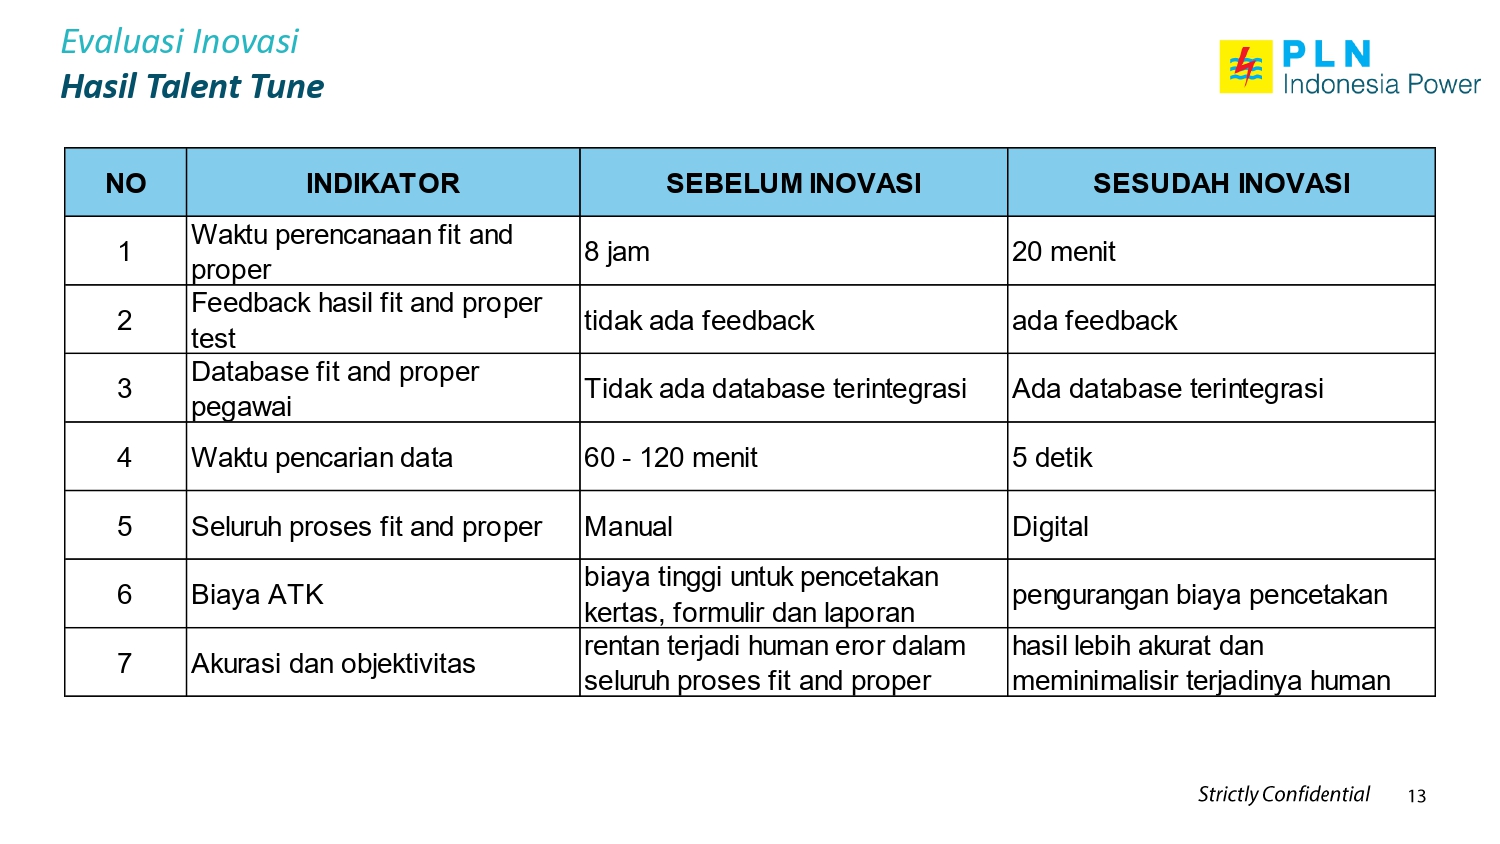 Evaluasi Inovasi
Hasil Talent Tune
PLN
Indonesia Power
NO INDIKATOR SEBELUM INOVASI SESUDAH INOVASI
1 Waktu perencanaan fit and
proper 8 jam 20 menit
2 Feedback hasil fit and proper
test tidak ada feedback ada feedback
3 Database fit and proper
pegawai Tidak ada database terintegrasi Ada database terintegrasi
4 Waktu pencarian data 60 - 120 menit 5 detik
5 Seluruh proses fit and proper Manual Digital
6 Biaya ATK biaya tinggi untuk pencetakan
kertas, formulir dan laporan pengurangan biaya pencetakan
7 Akurasi dan objektivitas rentan terjadi human eror dalam
seluruh proses fit and proper hasil lebih akurat dan
meminimalisir terjadinya human
Strictly Confidential 13